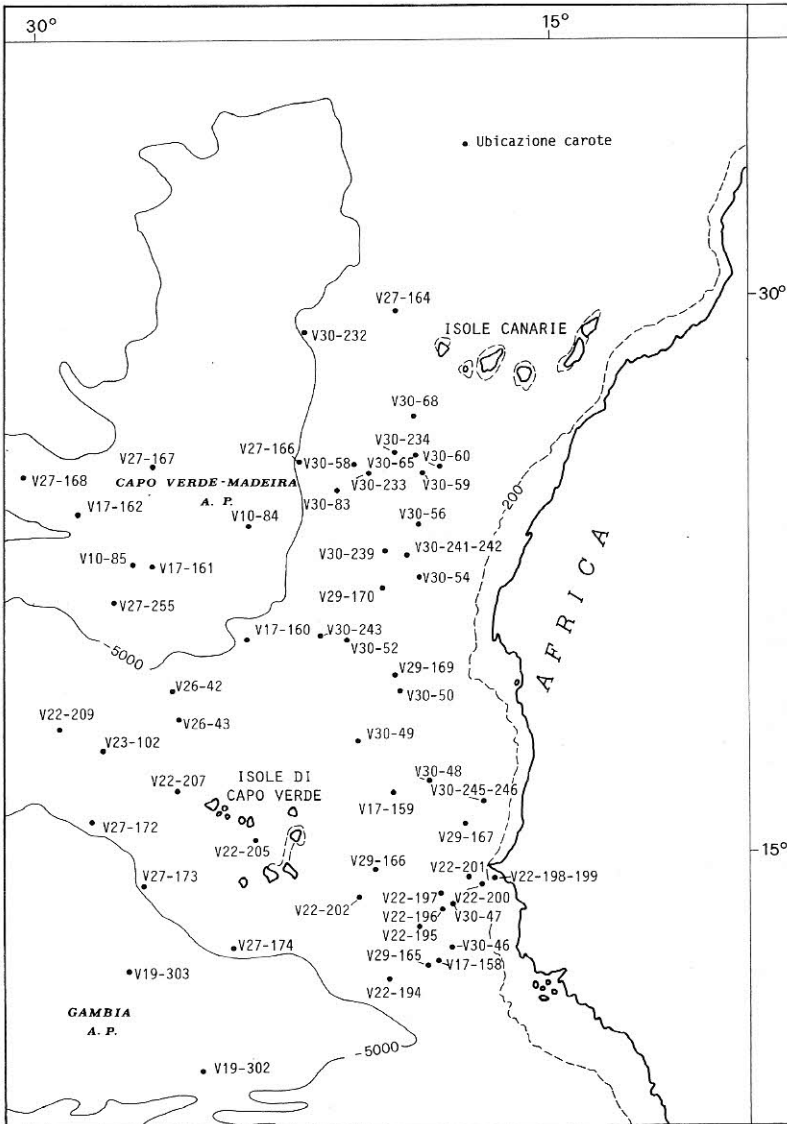 30° 15°
Ubicazione carote
30°
V27-164
ISOLE CANARIE
V30-232
V30-68
V30-234
V27-166
V30-60
V27-167
V30-58
V30-65
V27-168
CAPO VERDE-MADEIRA
A. P.
V30-233
V30-59
V30-83
-200
V17-162
V10-84
V30-56
V30-239
V30-241-242
V10-85
V17-161
V30-54
V29-170
V27-255
AFRICA
V17-160
V30-243
-5000
V30-52
V29-169
V26-42
V30-50
V22-209
V26-43
V23-102
V30-49
V22-207
ISOLE DI
CAPO VERDE
V30-48
V30-245-246
V17-159
V27-172
V29-167
V22-205
15°
V29-166
V22-201
V22-198-199
V27-173
V22-197
V22-200
V22-202
V22-196
V30-47
V22-195
V27-174
V30-46
V29-165
V17-158
V19-303
V22-194
GAMBIA
A. P.
-5000
V19-302